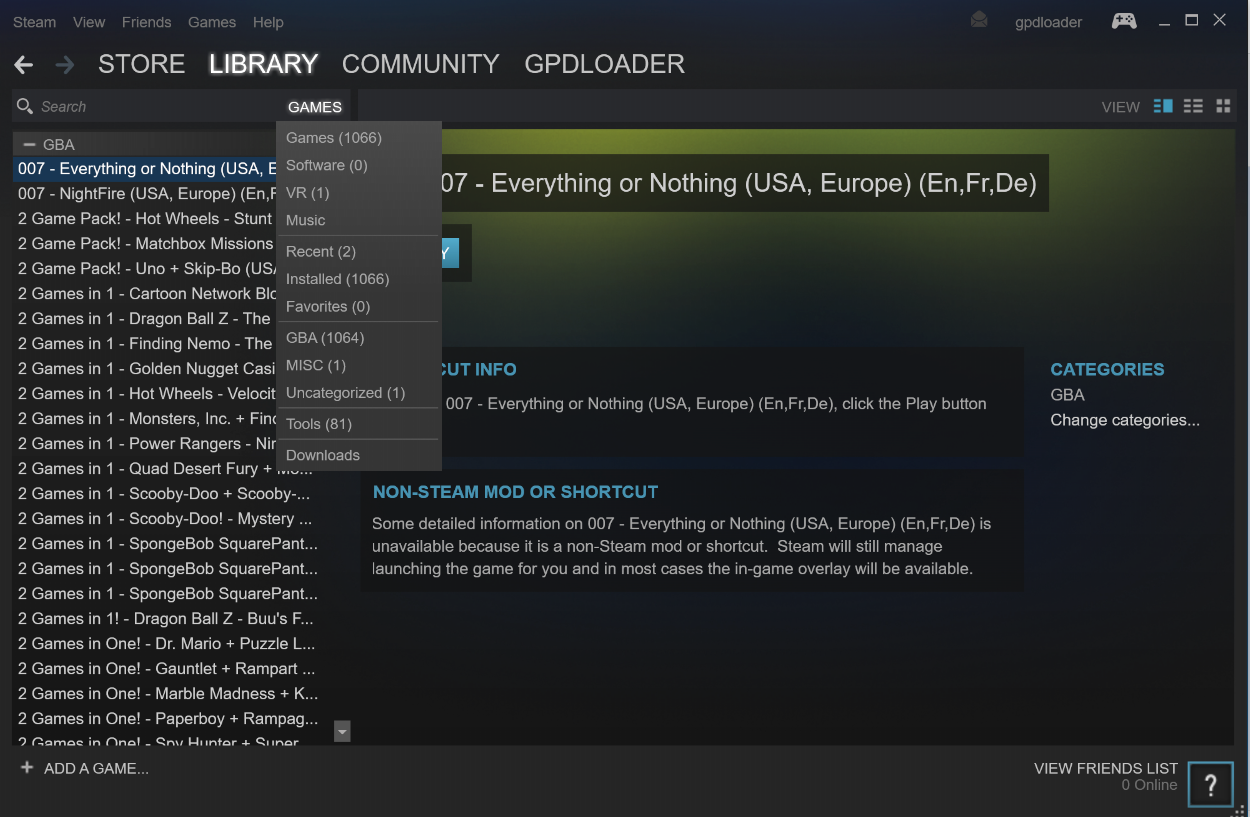 Steam View Friends Games Help
gpdloader
STORE LIBRARY COMMUNITY GPDLOADER
Search
GAMES
VIEW
Games (1066)
Software (0)
VR (1)
Music
Recent (2)
Installed (1066)
Favorites (0)
GBA (1064)
MISC (1)
Uncategorized (1)
Tools (81)
Downloads
GBA
007 - Everything or Nothing (USA, E
007 - NightFire (USA, Europe) (En,F
2 Game Pack! - Hot Wheels - Stunt
2 Game Pack! - Matchbox Missions
2 Game Pack! - Uno + Skip-Bo (USA
2 Games in 1 - Cartoon Network Blo
2 Games in 1 - Dragon Ball Z - The
2 Games in 1 - Finding Nemo - The
2 Games in 1 - Golden Nugget Casi
2 Games in 1 - Hot Wheels - Velocit
2 Games in 1 - Monsters, Inc. + Find
2 Games in 1 - Power Rangers - Nin
2 Games in 1 - Quad Desert Fury + Mo...
2 Games in 1 - Scooby-Doo + Scooby-...
2 Games in 1 - Scooby-Doo! - Mystery ...
2 Games in 1 - SpongeBob SquarePant...
2 Games in 1 - SpongeBob SquarePant...
2 Games in 1 - SpongeBob SquarePant...
2 Games in 1! - Dragon Ball Z - Buu's F...
2 Games in One! - Dr. Mario + Puzzle L...
2 Games in One! - Gauntlet + Rampart ...
2 Games in One! - Marble Madness + K...
2 Games in One! - Paperboy + Rampag...
2 Games in One! - Spy Hunter + Super
07 - Everything or Nothing (USA, Europe) (En,Fr,De)
Y
CUT INFO
007 - Everything or Nothing (USA, Europe) (En,Fr,De), click the Play button
CATEGORIES
GBA
Change categories...
NON-STEAM MOD OR SHORTCUT
Some detailed information on 007 - Everything or Nothing (USA, Europe) (En,Fr,De) is
unavailable because it is a non-Steam mod or shortcut. Steam will still manage
launching the game for you and in most cases the in-game overlay will be available.
+ ADD A GAME...
VIEW FRIENDS LIST
0 Online
?